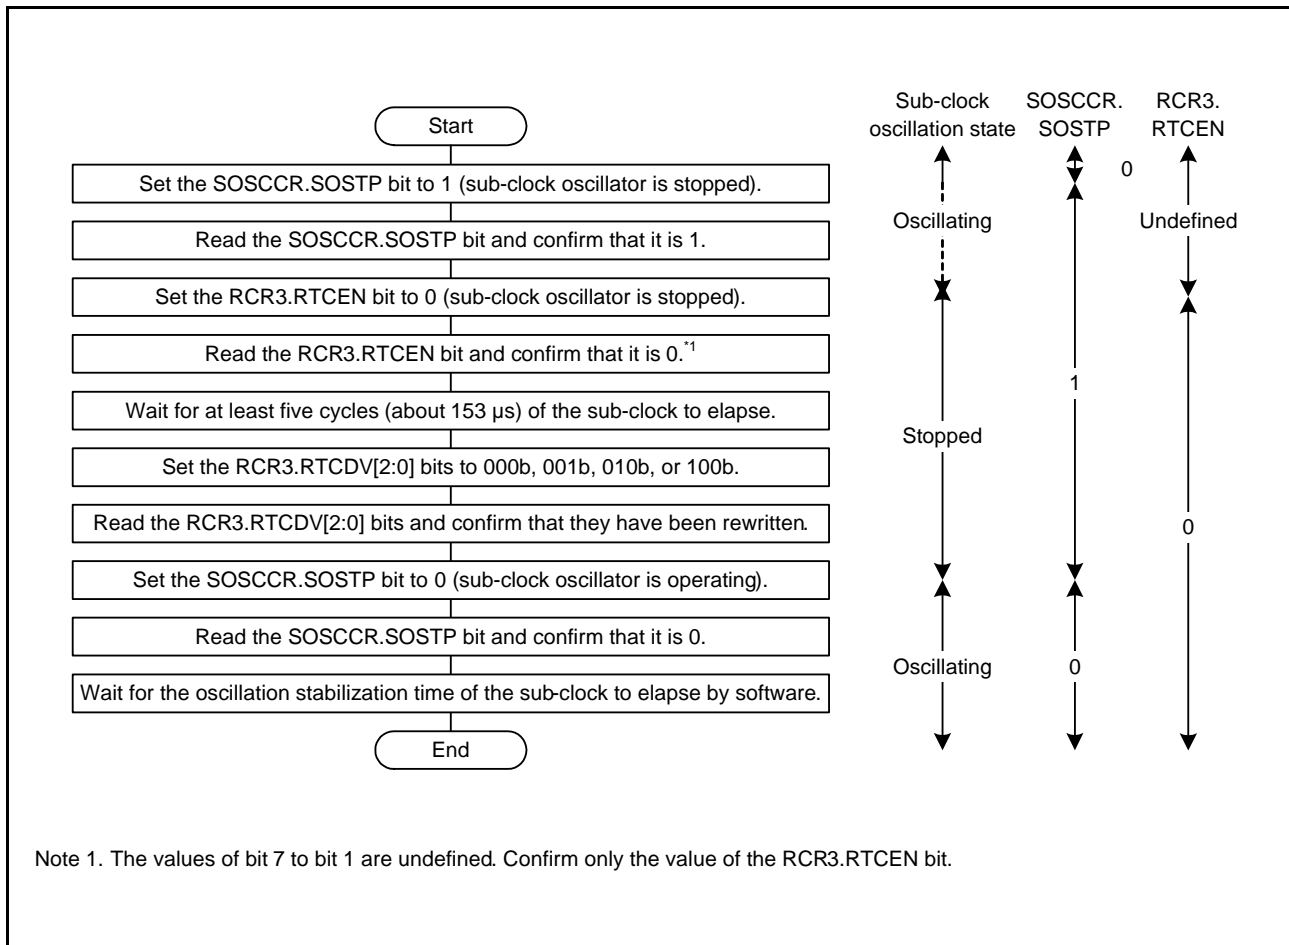 Start
Set the SOSCCR.SOSTP bit to 1 (sub-clock oscillator is stopped).
Read the SOSCCR.SOSTP bit and confirm that it is 1.
Set the RCR3.RTCEN bit to 0 (sub-clock oscillator is stopped).
Read the RCR3.RTCEN bit and confirm that it is 0.*1
Wait for at least five cycles (about 153 µs) of the sub-clock to elapse.
Set the RCR3.RTCDV[2:0] bits to 000b, 001b, 010b, or 100b.
Read the RCR3.RTCDV[2:0] bits and confirm that they have been rewritten.
Set the SOSCCR.SOSTP bit to 0 (sub-clock oscillator is operating).
Read the SOSCCR.SOSTP bit and confirm that it is 0.
Wait for the oscillation stabilization time of the sub-clock to elapse by software.
End
Sub-clock
oscillation state
Oscillating
Stopped
Oscillating
SOSCCR.
SOSTP
0
1
0
RCR3.
RTCEN
Undefined
0
Note 1. The values of bit 7 to bit 1 are undefined. Confirm only the value of the RCR3.RTCEN bit.